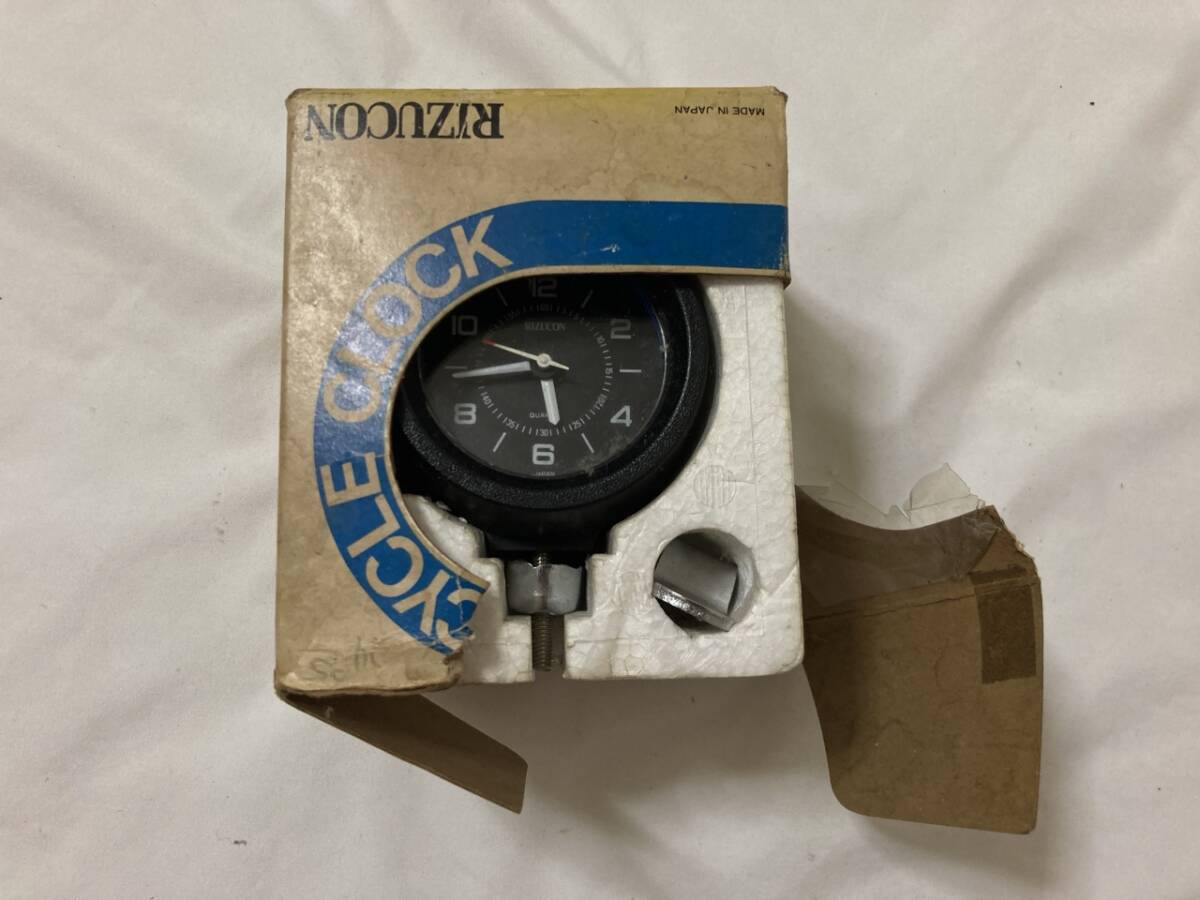 RIZUCON
MADE IN JAPAN
CYCLE CLOCK
12
10
2
RIZUCON
8
4
QUARTZ
6
JAPAN